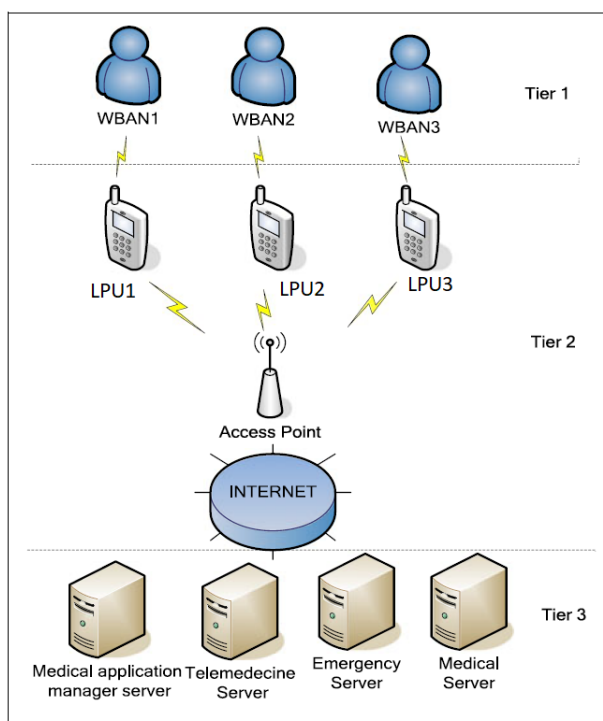 WBAN1
WBAN2
WBAN3
Tier 1
LPU1
LPU2
LPU3
Tier 2
Access Point
INTERNET
Tier 3
Medical application
manager server
Telemedecine
Server
Emergency
Server
Medical
Server